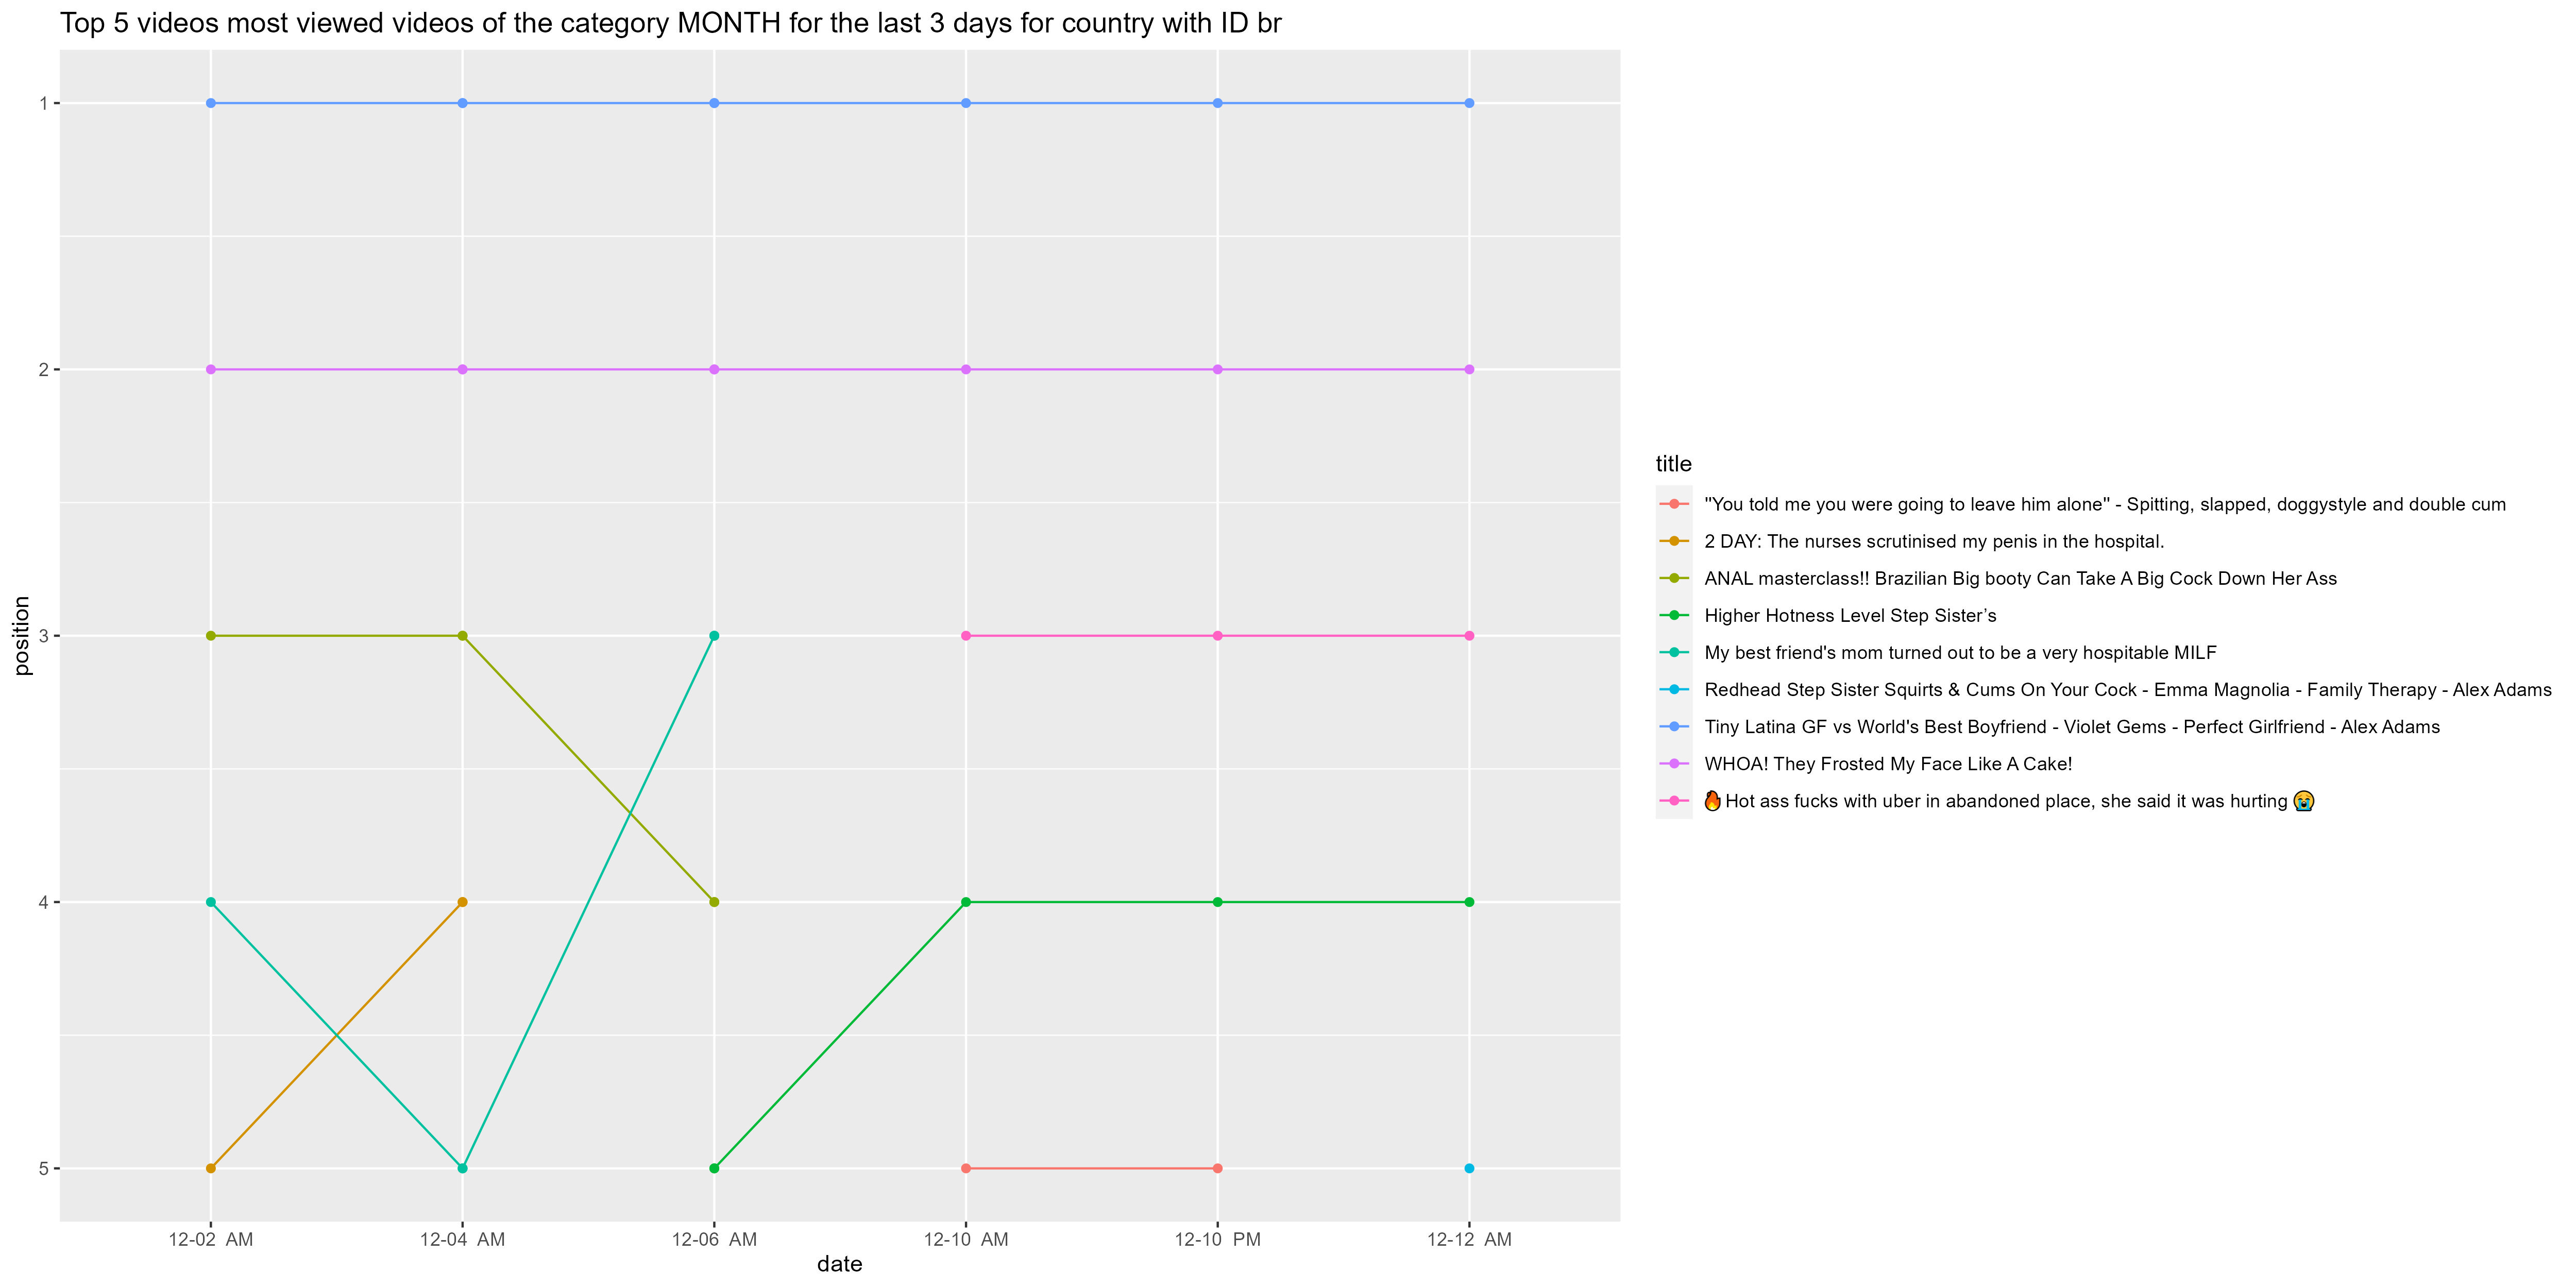 Top 5 videos most viewed videos of the category MONTH for the last 3 days for country with ID br
position
1
2
3
4
5
12-02 AM
12-04 AM
12-06 AM
12-10 AM
12-10 PM
12-12 AM
date
title
"You told me you were going to leave him alone" - Spitting, slapped, doggystyle and double cum
2 DAY: The nurses scrutinised my penis in the hospital.
ANAL masterclass!! Brazilian Big booty Can Take A Big Cock Down Her Ass
Higher Hotness Level Step Sister’s
My best friend's mom turned out to be a very hospitable MILF
Redhead Step Sister Squirts & Cums On Your Cock - Emma Magnolia - Family Therapy - Alex Adams
Tiny Latina GF vs World's Best Boyfriend - Violet Gems - Perfect Girlfriend - Alex Adams
WHOA! They Frosted My Face Like A Cake!
🔥 Hot ass fucks with uber in abandoned place, she said it was hurting 😭